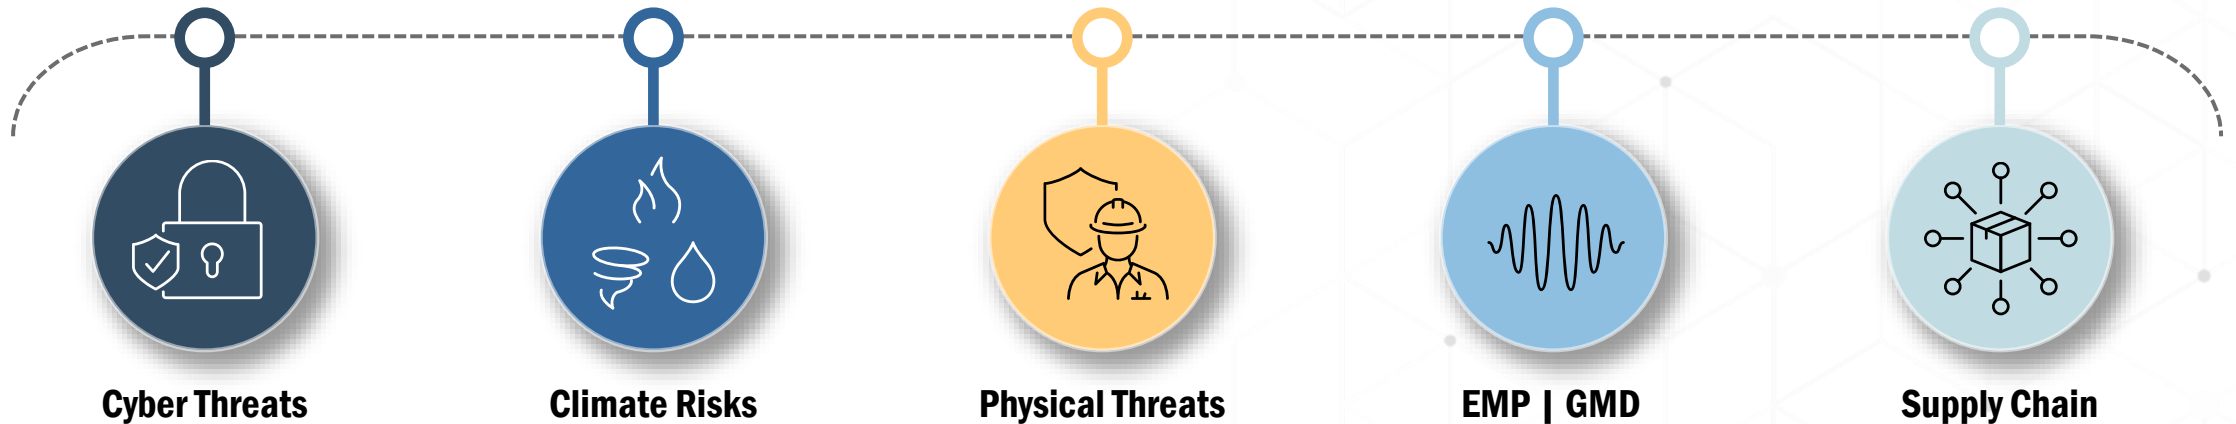 Cyber Threats
Climate Risks
Physical Threats
EMP | GMD
Supply Chain